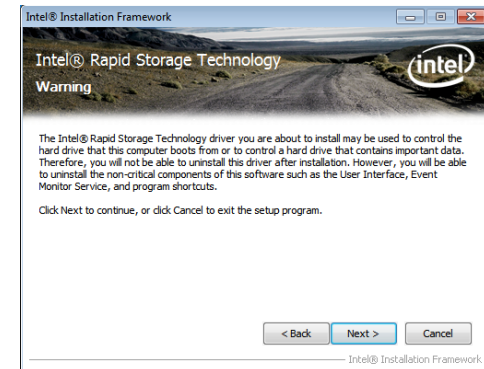 Intel® Installation Framework
Intel® Rapid Storage Technology
Warning
intel
The Intel® Rapid Storage Technology driver you are about to install may be used to control the
hard drive that this computer boots from or to control a hard drive that contains important data.
Therefore, you will not be able to uninstall this driver after installation. However, you will be able
to uninstall the non-critical components of this software such as the User Interface, Event
Monitor Service, and program shortcuts.
Click Next to continue, or click Cancel to exit the setup program.
< Back Next > Cancel
Intel® Installation Framework